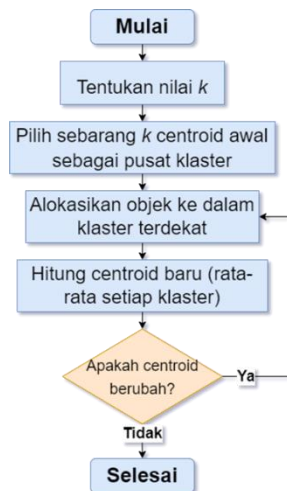 Mulai
Tentukan nilai k
Pilih sebarang k centroid awal
sebagai pusat klaster
Alokasikan objek ke dalam
klaster terdekat
Hitung centroid baru (rata-
rata setiap klaster)
Apakah centroid
berubah?
Ya
Tidak
Selesai